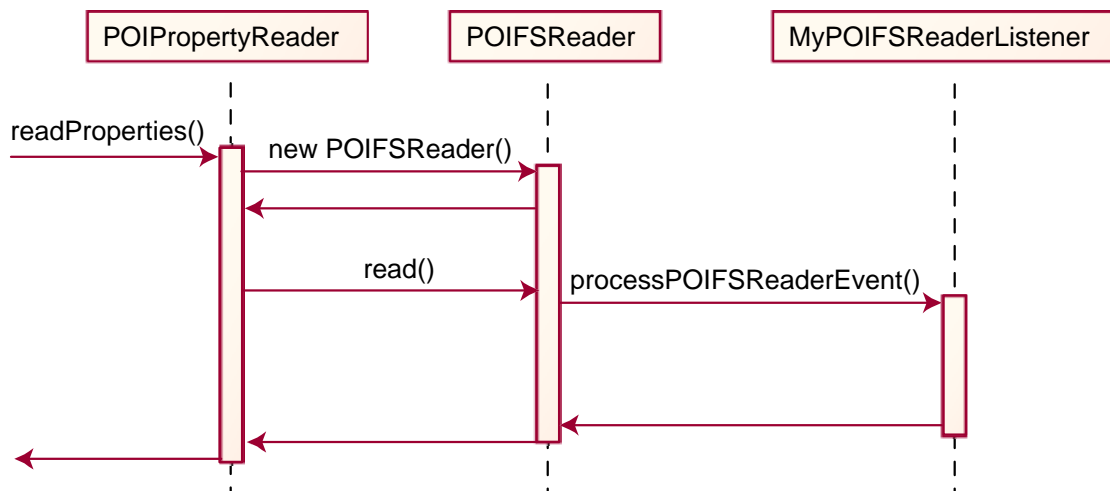 POIPropertyReader
POIFSReader
MyPOIFSReaderListener
readProperties()
new POIFSReader()
read()
processPOIFSReaderEvent()